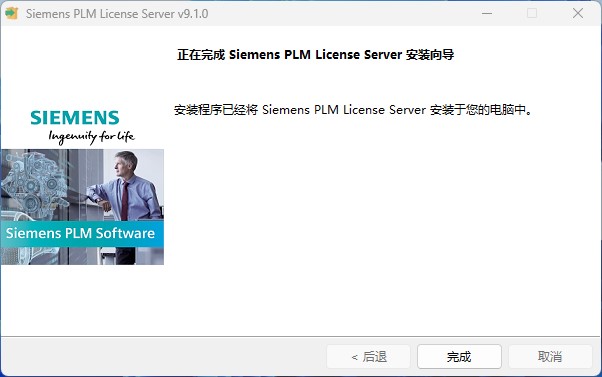 Siemens PLM License Server v9.1.0
正在完成 Siemens PLM License Server 安装向导
安装程序已经将 Siemens PLM License Server 安装于您的电脑中。
SIEMENS
Ingenuity for life
Siemens PLM Software
< 后退
完成
取消